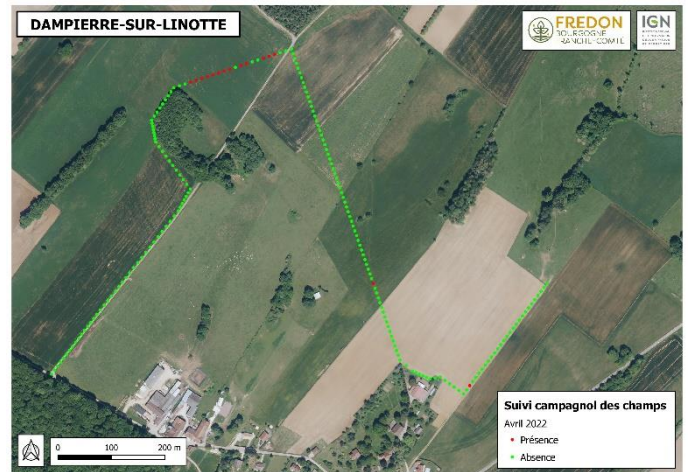 DAMPIERRE-SUR-LINOTTE
FREDON
BOURGOGNE
FRANCHE-COMTÉ
IGN
Suivi campagnol des champs
Avril 2022
Présence
Absence
0 100 200 m